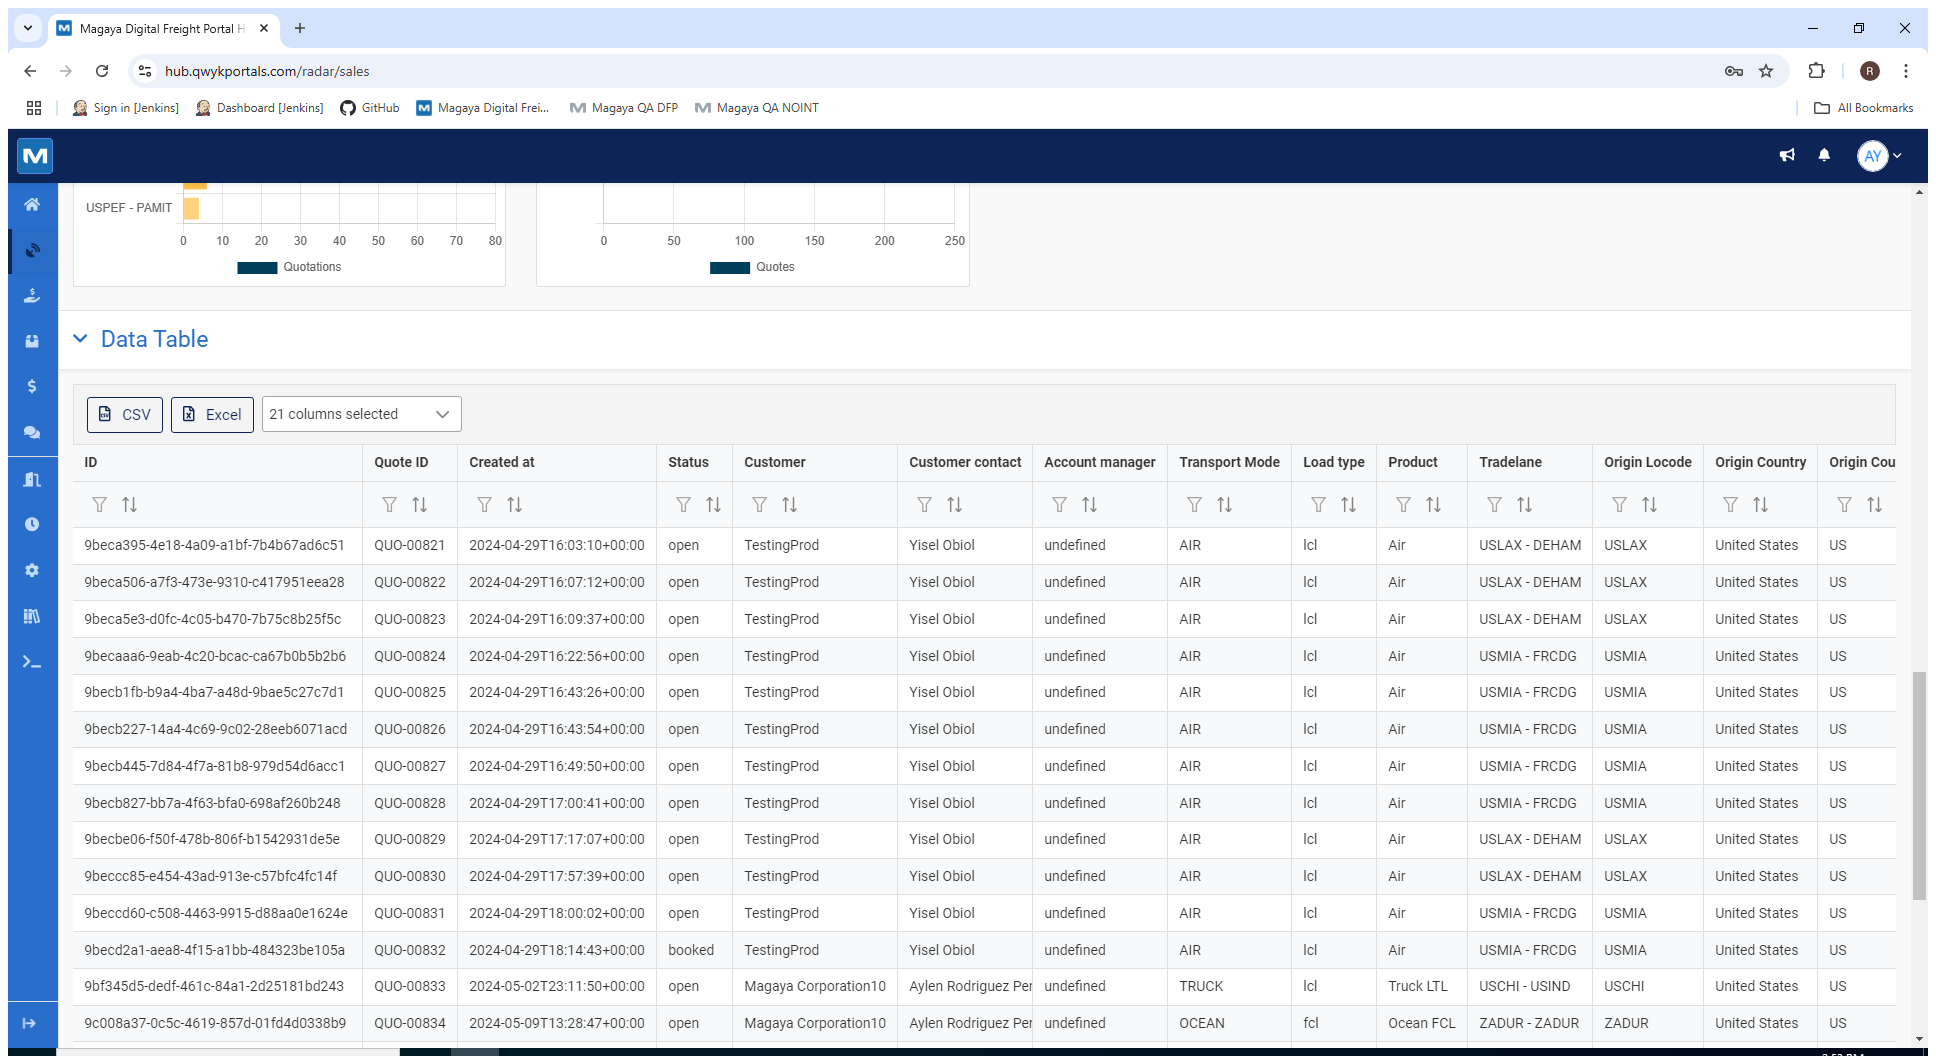 Magaya Digital Freight Portal H
hub.qwykportals.com/radar/sales
R
Sign in [Jenkins] Dashboard [Jenkins] GitHub Magaya Digital Frei... Magaya QA DFP Magaya QA NOINT All Bookmarks
M AY
USPEF - PAMIT
0 10 20 30 40 50 60 70 80 0 50 100 150 200 250
Quotations Quotes
Data Table
CSV Excel 21 columns selected
ID Quote ID Created at Status Customer Customer contact Account manager Transport Mode Load type Product Tradelane Origin Locode Origin Country Origin Cou
9beca395-4e18-4a09-a1bf-7b4b67ad6c51 QUO-00821 2024-04-29T16:03:10+00:00 open TestingProd Yisel Obiol undefined AIR lcl Air USLAX - DEHAM USLAX United States US
9beca506-a7f3-473e-9310-c417951eea28 QUO-00822 2024-04-29T16:07:12+00:00 open TestingProd Yisel Obiol undefined AIR lcl Air USLAX - DEHAM USLAX United States US
9beca5e3-d0fc-4c05-b470-7b75c8b25f5c QUO-00823 2024-04-29T16:09:37+00:00 open TestingProd Yisel Obiol undefined AIR lcl Air USLAX - DEHAM USLAX United States US
9becaaa6-9eab-4c20-bcac-ca67b0b5b2b6 QUO-00824 2024-04-29T16:22:56+00:00 open TestingProd Yisel Obiol undefined AIR lcl Air USMIA - FRCDG USMIA United States US
9becb1fb-b9a4-4ba7-a48d-9bae5c27c7d1 QUO-00825 2024-04-29T16:43:26+00:00 open TestingProd Yisel Obiol undefined AIR lcl Air USMIA - FRCDG USMIA United States US
9becb227-14a4-4c69-9c02-28eeb6071acd QUO-00826 2024-04-29T16:43:54+00:00 open TestingProd Yisel Obiol undefined AIR lcl Air USMIA - FRCDG USMIA United States US
9becb445-7d84-4f7a-81b8-979d54d6acc1 QUO-00827 2024-04-29T16:49:50+00:00 open TestingProd Yisel Obiol undefined AIR lcl Air USMIA - FRCDG USMIA United States US
9becb827-bb7a-4f63-bfa0-698af260b248 QUO-00828 2024-04-29T17:00:41+00:00 open TestingProd Yisel Obiol undefined AIR lcl Air USMIA - FRCDG USMIA United States US
9becbe06-f50f-478b-806f-b1542931de5e QUO-00829 2024-04-29T17:17:07+00:00 open TestingProd Yisel Obiol undefined AIR lcl Air USLAX - DEHAM USLAX United States US
9beccc85-e454-43ad-913e-c57bfc4fc14f QUO-00830 2024-04-29T17:57:39+00:00 open TestingProd Yisel Obiol undefined AIR lcl Air USLAX - DEHAM USLAX United States US
9beccd60-c508-4463-9915-d88aa0e1624e QUO-00831 2024-04-29T18:00:02+00:00 open TestingProd Yisel Obiol undefined AIR lcl Air USMIA - FRCDG USMIA United States US
9becd2a1-aea8-4f15-a1bb-484323be105a QUO-00832 2024-04-29T18:14:43+00:00 booked TestingProd Yisel Obiol undefined AIR lcl Air USMIA - FRCDG USMIA United States US
9bf345d5-dedf-461c-84a1-2d25181bd243 QUO-00833 2024-05-02T23:11:50+00:00 open Magaya Corporation10 Aylen Rodriguez Per undefined TRUCK lcl Truck LTL USCHI - USIND USCHI United States US
9c008a37-0c5c-4619-857d-01fd4d0338b9 QUO-00834 2024-05-09T13:28:47+00:00 open Magaya Corporation10 Aylen Rodriguez Per undefined OCEAN fcl Ocean FCL ZADUR - ZADUR ZADUR United States US